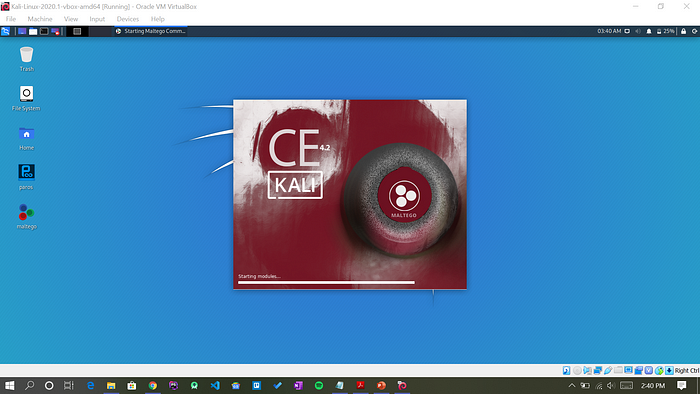 Kali-Linux-2020.1-vbox-amd64 [Running] - Oracle VM VirtualBox
File Machine View Input Devices Help
Starting Maltego Comm...
03:40 AM
25%
Trash
File System
Home
paros
maltego
CE 4.2
KALI
MALTEGO
Starting modules...
Right Ctrl
2:40 PM